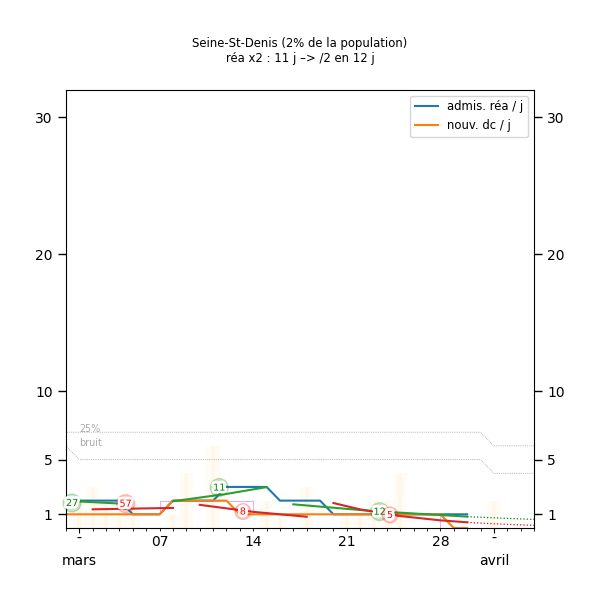 Seine-St-Denis (2% de la population)
réa x2 : 11 j –> /2 en 12 j
admis. réa / j
nouv. dc / j
30 30
20 20
10 10
25%
bruit
5 5
27 57 11 8 12 5
1 1
- 07 14 21 28 -
mars avril